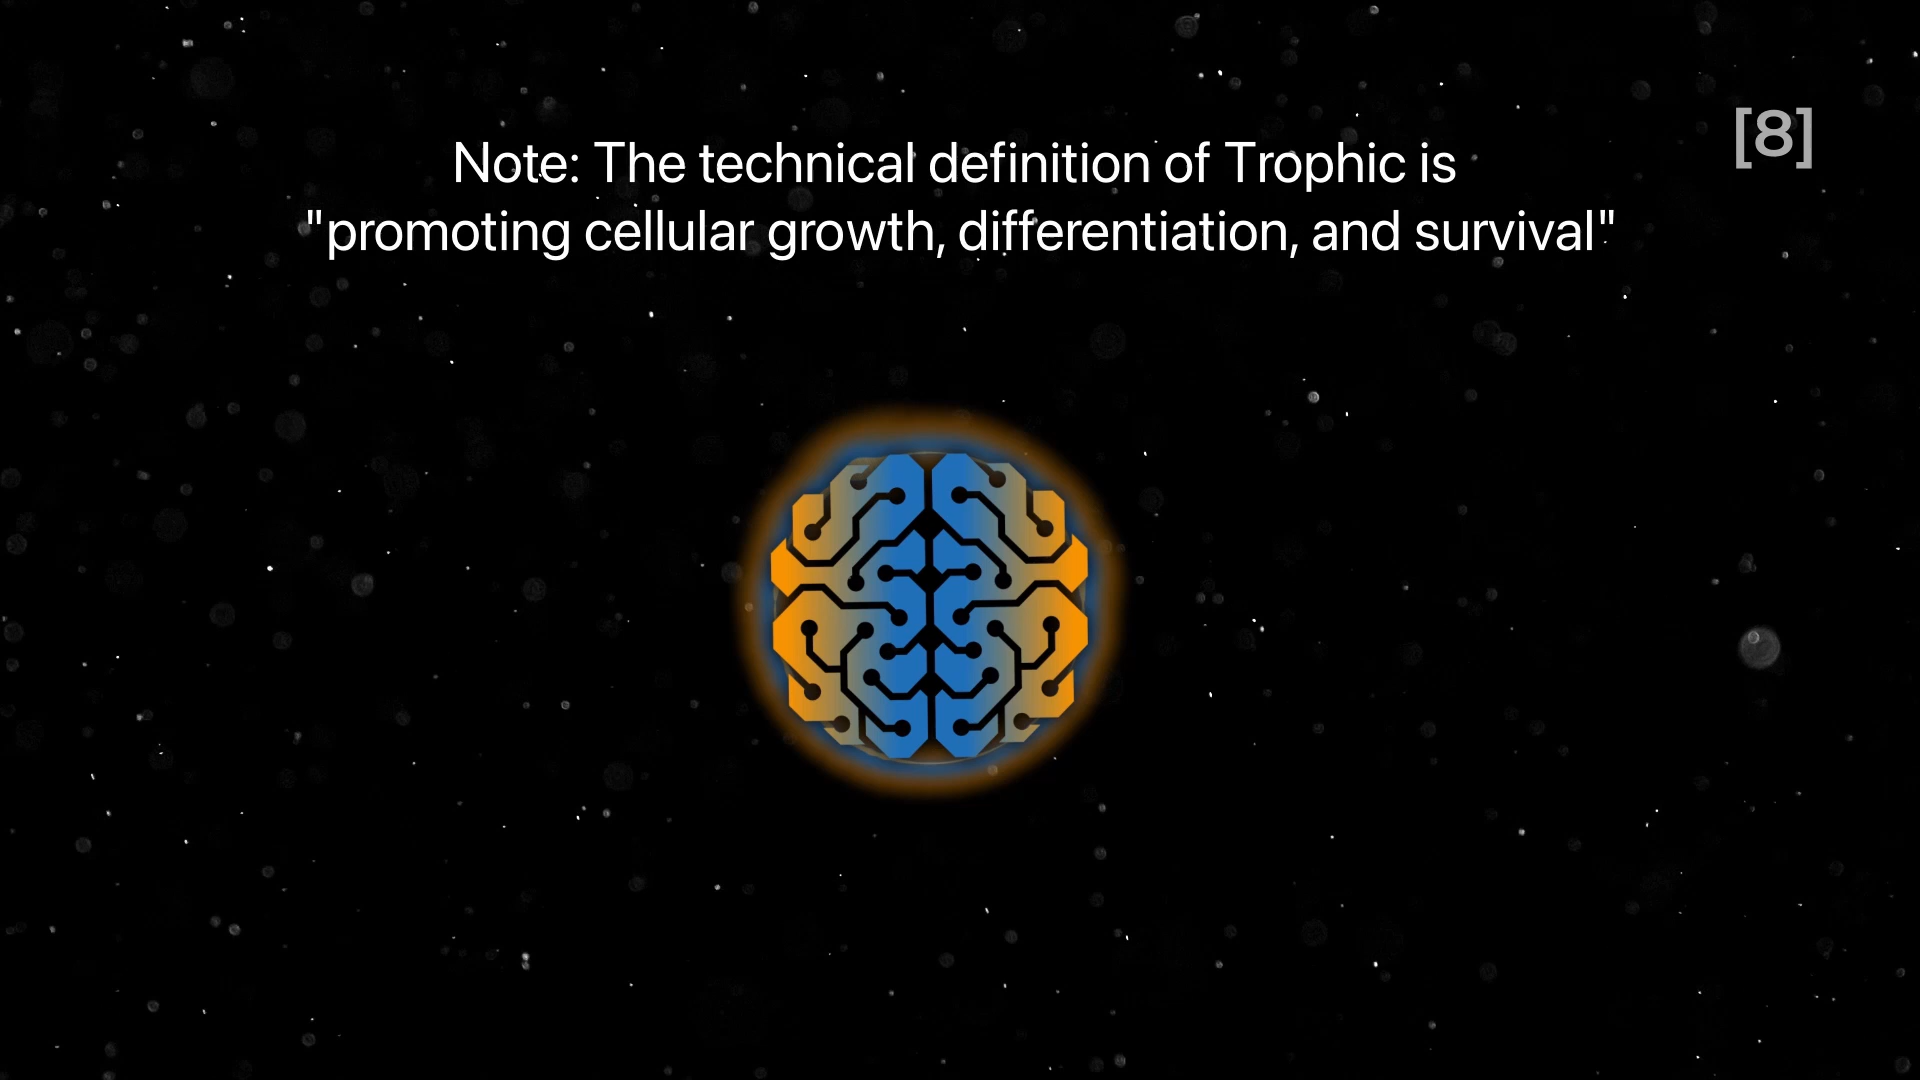 [8]
Note: The technical definition of Trophic is
"promoting cellular growth, differentiation, and survival"